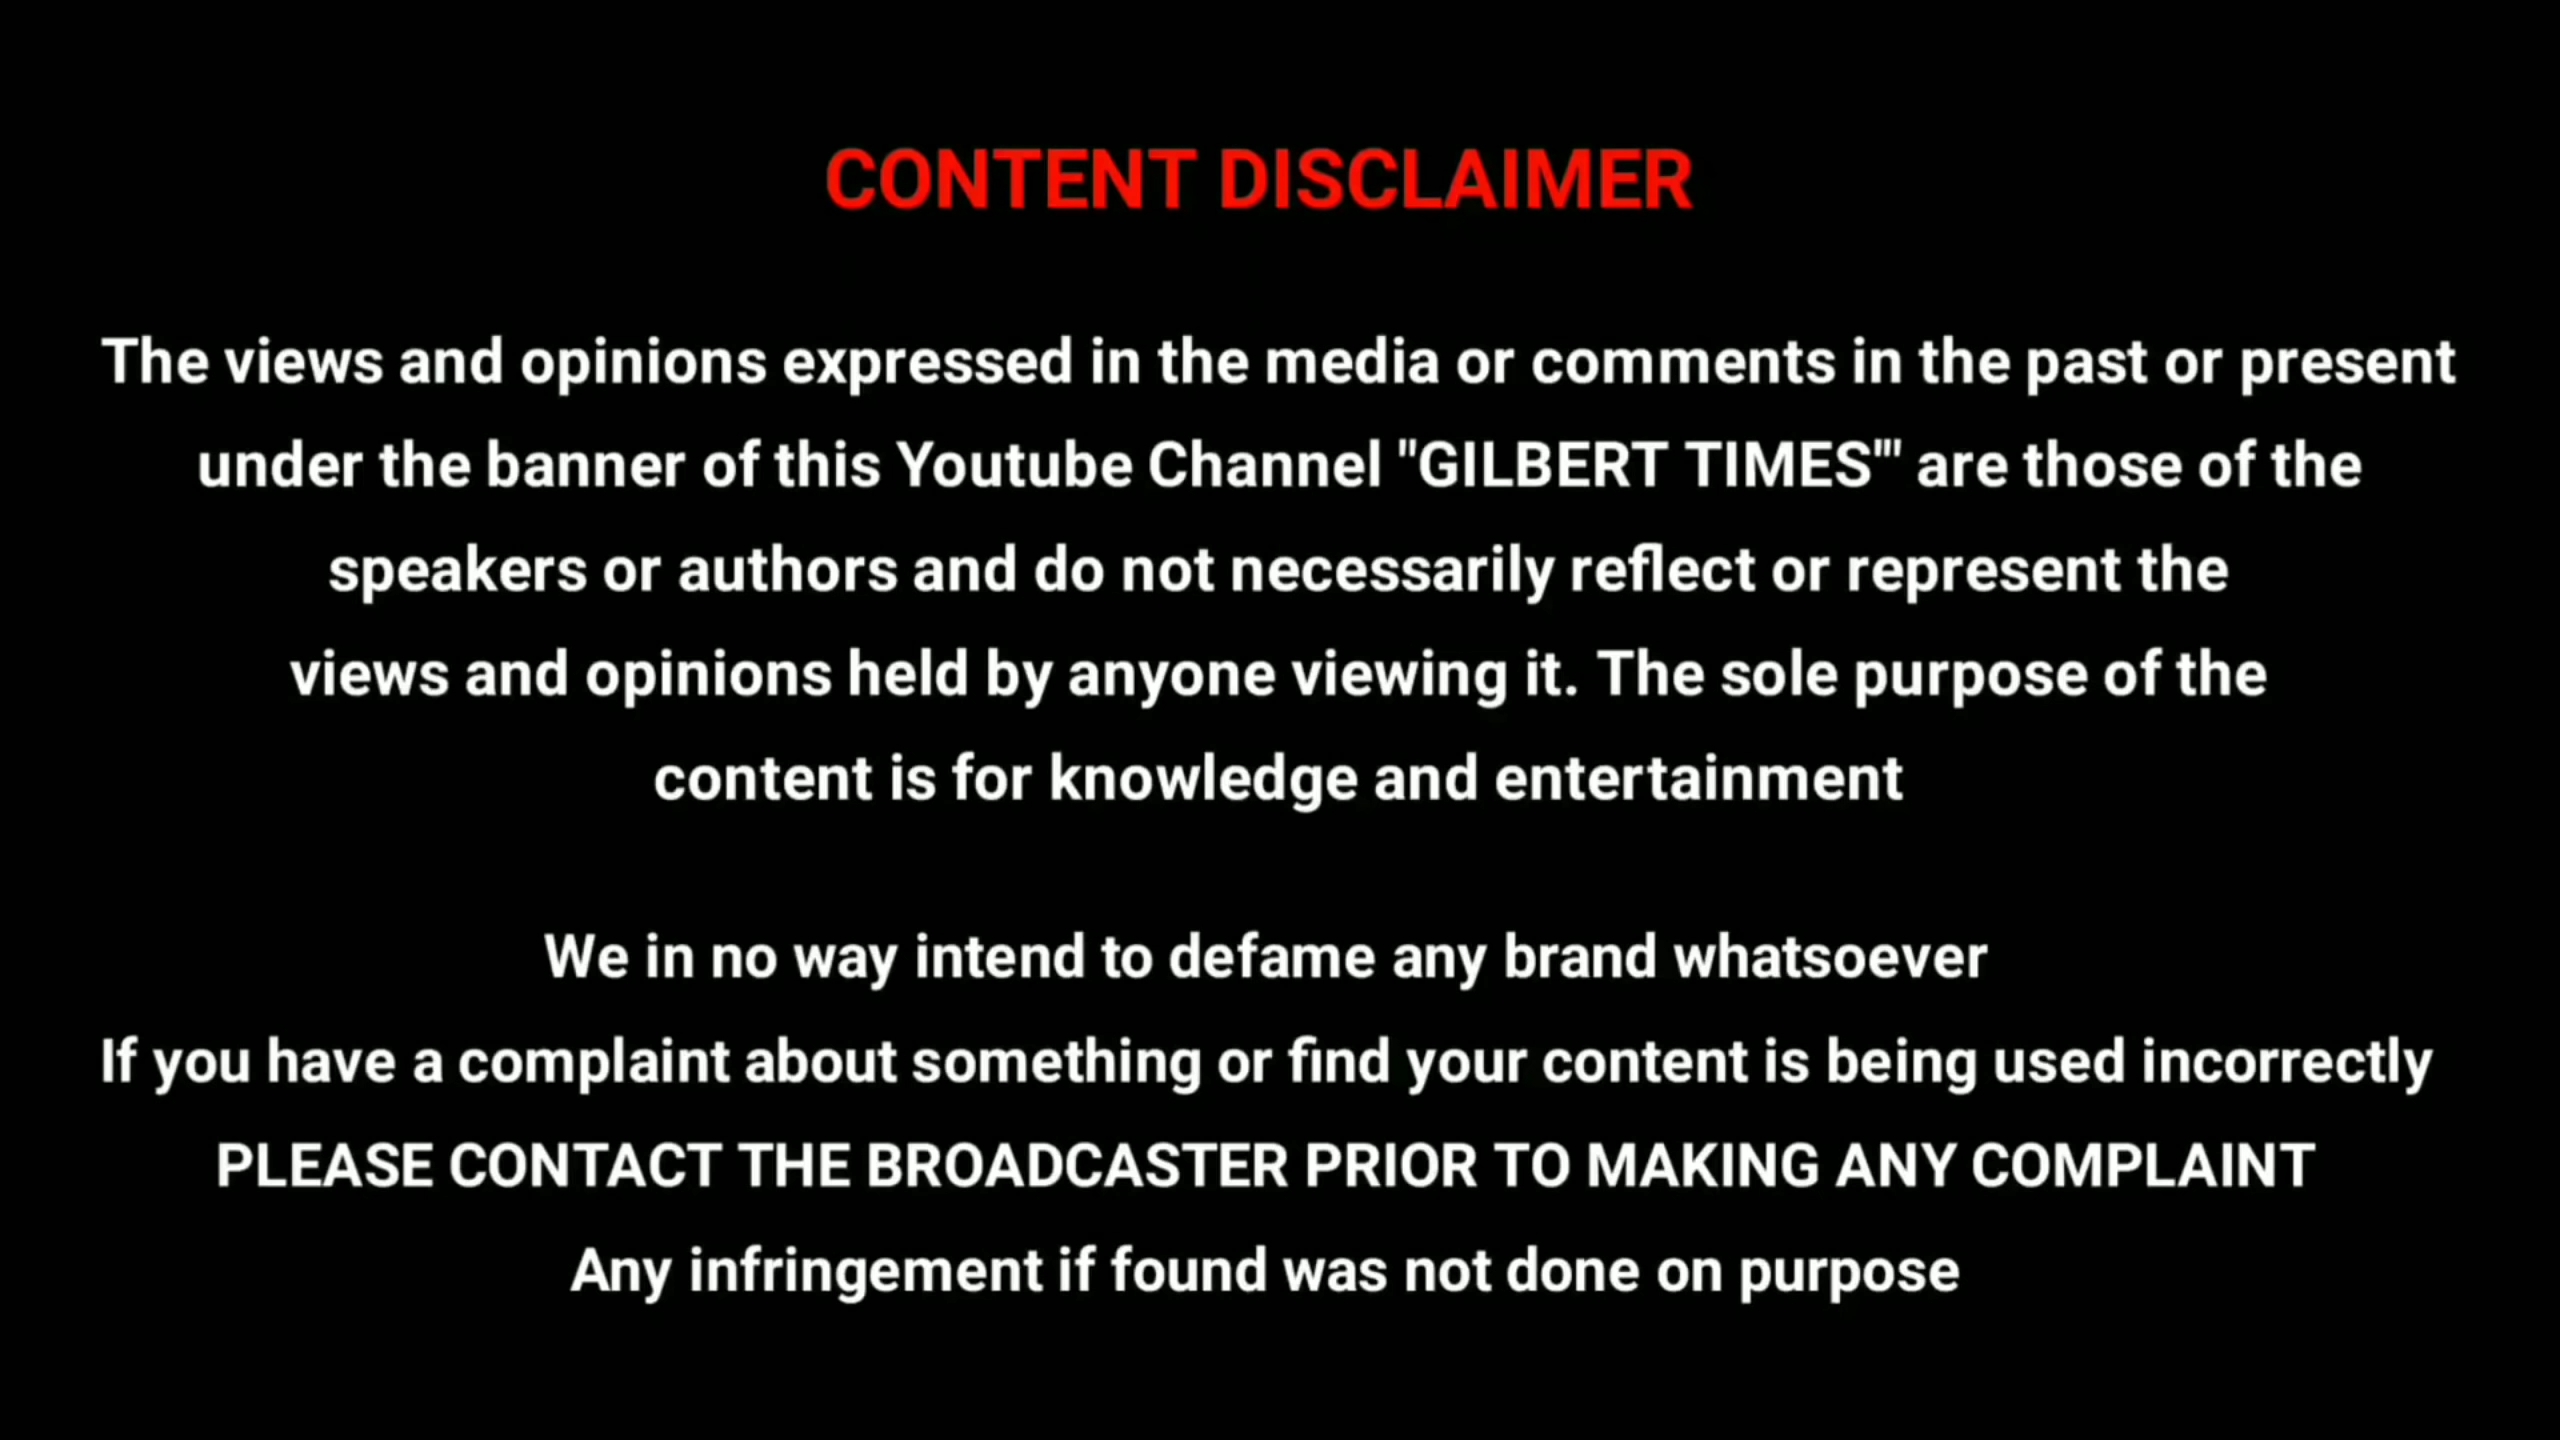 CONTENT DISCLAIMER
The views and opinions expressed in the media or comments in the past or present
under the banner of this Youtube Channel "GILBERT TIMES"' are those of the
speakers or authors and do not necessarily reflect or represent the
views and opinions held by anyone viewing it. The sole purpose of the
content is for knowledge and entertainment
We in no way intend to defame any brand whatsoever
If you have a complaint about something or find your content is being used incorrectly
PLEASE CONTACT THE BROADCASTER PRIOR TO MAKING ANY COMPLAINT
Any infringement if found was not done on purpose